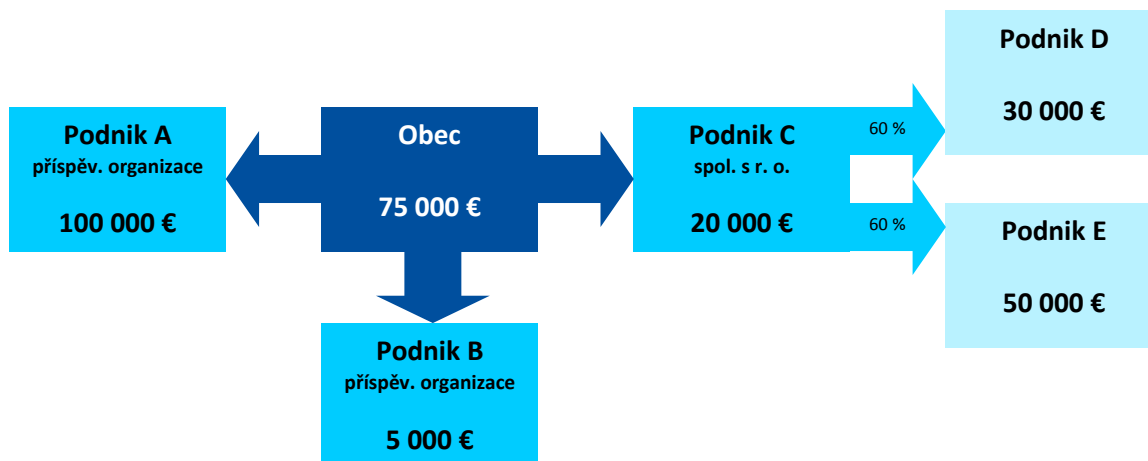 Podnik A
příspěv. organizace
100 000 €
Obec
75 000 €
Podnik B
příspěv. organizace
5 000 €
Podnik C
spol. s r. o.
20 000 €
60 %
60 %
Podnik D
30 000 €
Podnik E
50 000 €